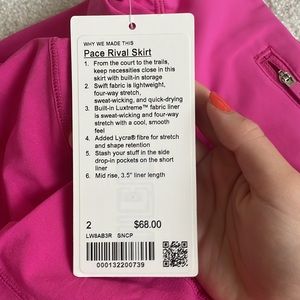 WHY WE MADE THIS
Pace Rival Skirt
1. From the court to the trails,
keep necessities close in this
skirt with built-in storage
2. Swift fabric is lightweight,
four-way stretch,
sweat-wicking, and quick-drying
3. Built-in Luxtreme™ fabric liner
is sweat-wicking and four-way
stretch with a cool, smooth
feel
4. Added Lycra® fibre for stretch
and shape retention
5. Stash your stuff in the side
drop-in pockets on the short
liner
6. Mid rise, 3.5" liner length
2 $68.00
LW8AB3R SNCP
000132200739